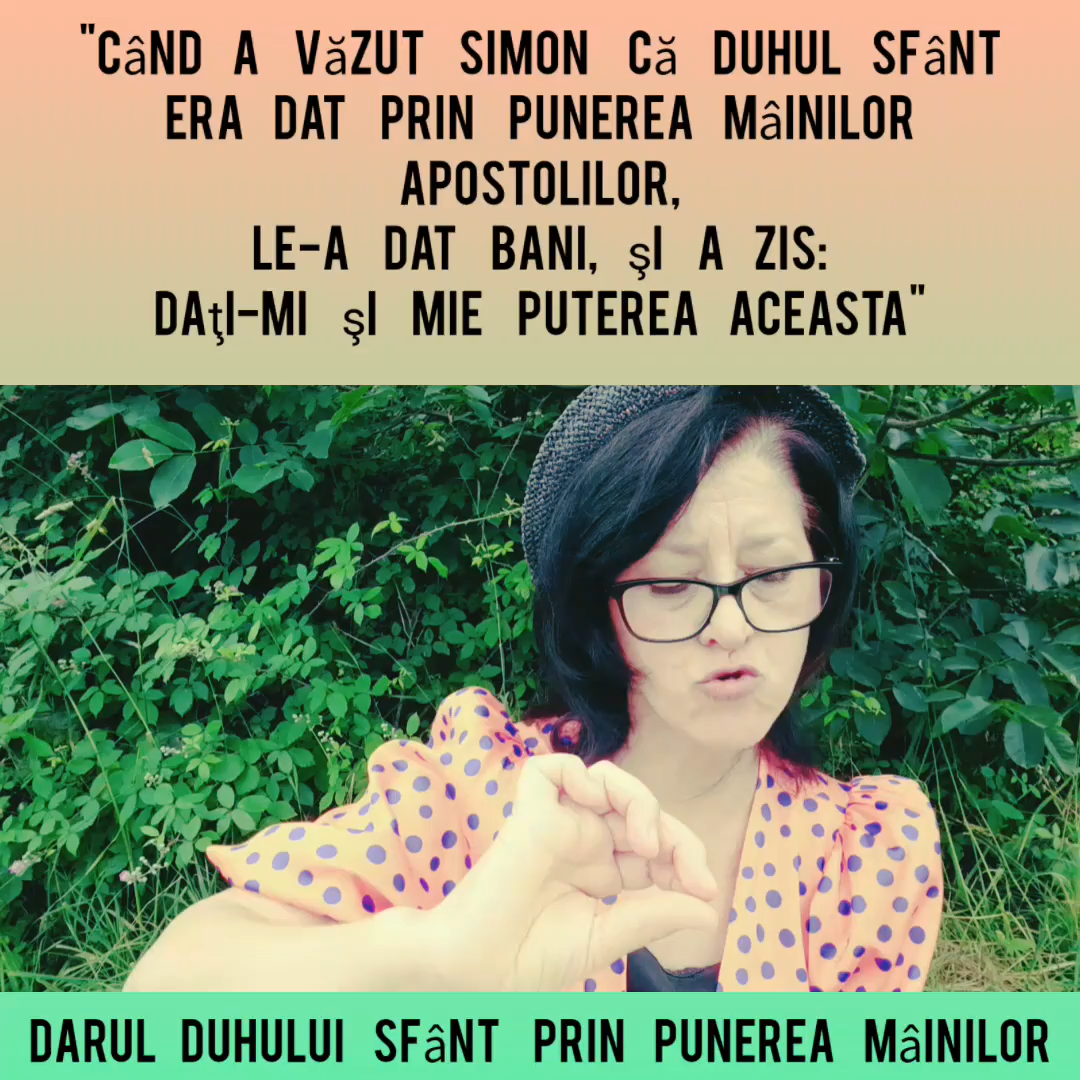 "CâND A VăZUT SIMON Că DUHUL SFâNT
ERA DAT PRIN PUNEREA MâINILOR
APOSTOLILOR,
LE-A DAT BANI, şI A ZIS:
DAţI-MI şI MIE PUTEREA ACEASTA"
DARUL DUHULUI SFâNT PRIN PUNEREA MâINILOR